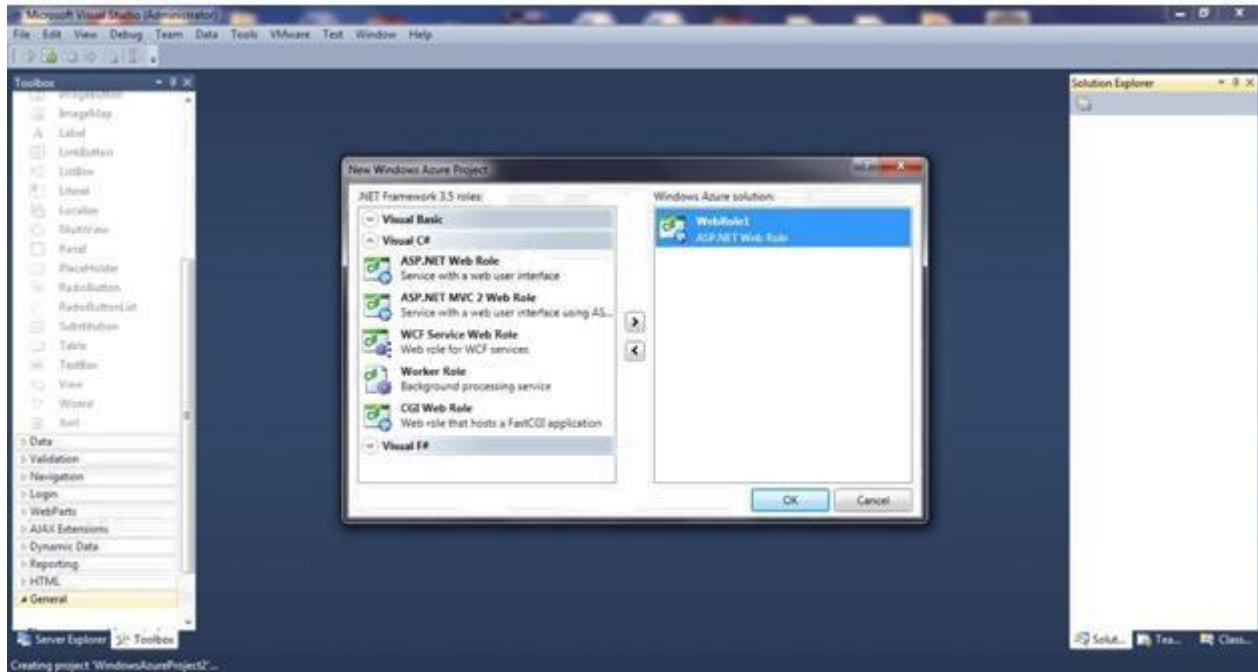 Microsoft Visual Studio (Administrator)
File Edit View Debug Team Data Tools VMware Test Window Help
Toolbox
ImageButton
ImageMap
Label
LinkButton
ListBox
Literal
Localize
MultiView
Panel
PlaceHolder
RadioButton
RadioButtonList
Substitution
Table
TextBox
View
Wizard
Xml
Data
Validation
Navigation
Login
WebParts
AJAX Extensions
Dynamic Data
Reporting
HTML
General
Server Explorer Toolbox
Creating project 'WindowsAzureProject2'...
New Windows Azure Project
.NET Framework 3.5 roles:
Visual Basic
Visual C#
ASP.NET Web Role
Service with a web user interface
ASP.NET MVC 2 Web Role
Service with a web user interface using AS...
WCF Service Web Role
Web role for WCF services
Worker Role
Background processing service
CGI Web Role
Web role that hosts a FastCGI application
Visual F#
Windows Azure solution:
WebRole1
ASP.NET Web Role
OK Cancel
Solution Explorer
Solut... Tea... Class...